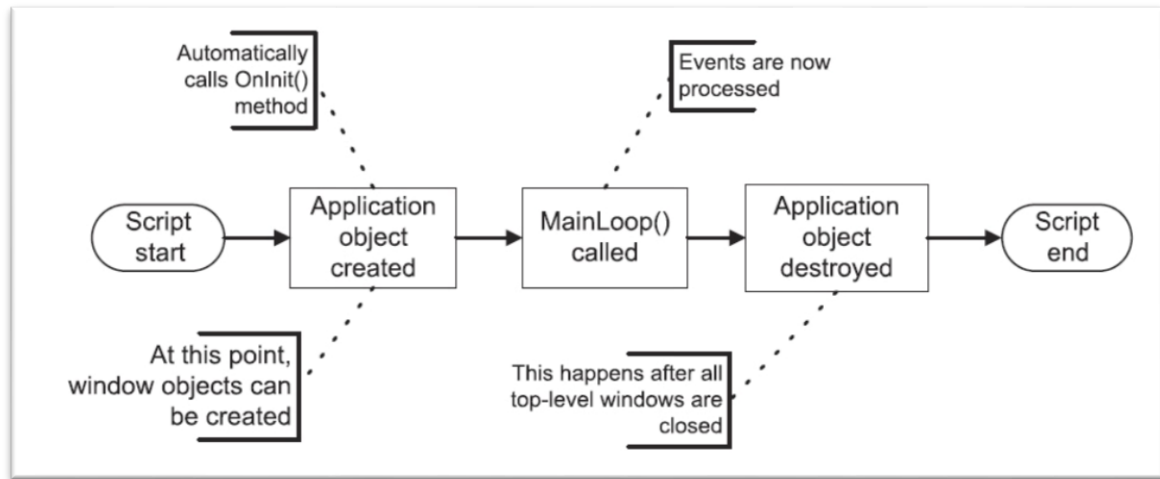 Automatically
calls OnInit()
method
Events are now
processed
Script
start
Application
object
created
MainLoop()
called
Application
object
destroyed
Script
end
At this point,
window objects can
be created
This happens after all
top-level windows are
closed